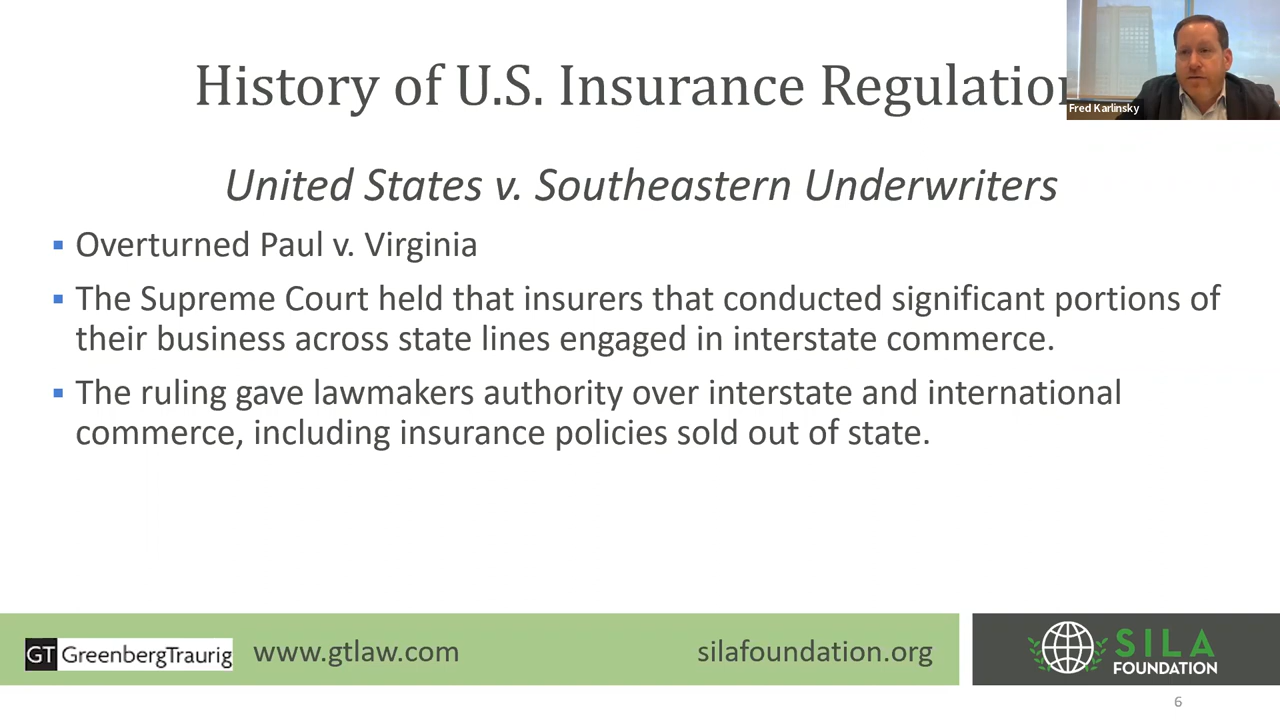 History of U.S. Insurance Regulation
Fred Karlinsky
United States v. Southeastern Underwriters
▪ Overturned Paul v. Virginia
▪ The Supreme Court held that insurers that conducted significant portions of
their business across state lines engaged in interstate commerce.
▪ The ruling gave lawmakers authority over interstate and international
commerce, including insurance policies sold out of state.
GT GreenbergTraurig www.gtlaw.com silafoundation.org
SILA
FOUNDATION
6